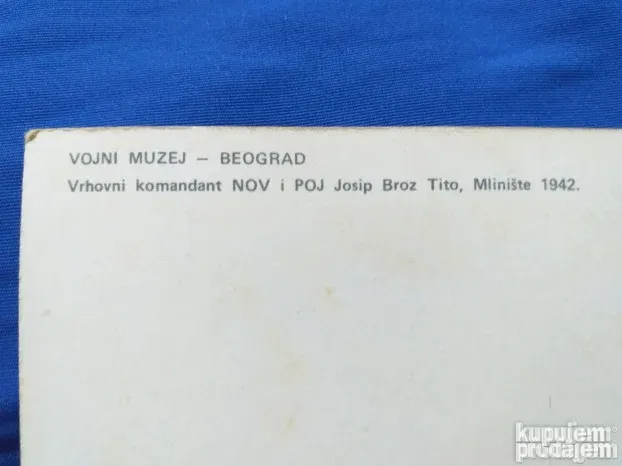 VOJNI MUZEJ – BEOGRAD
Vrhovni komandant NOV i POJ Josip Broz Tito, Mlinište 1942.
kupujem
prodajem